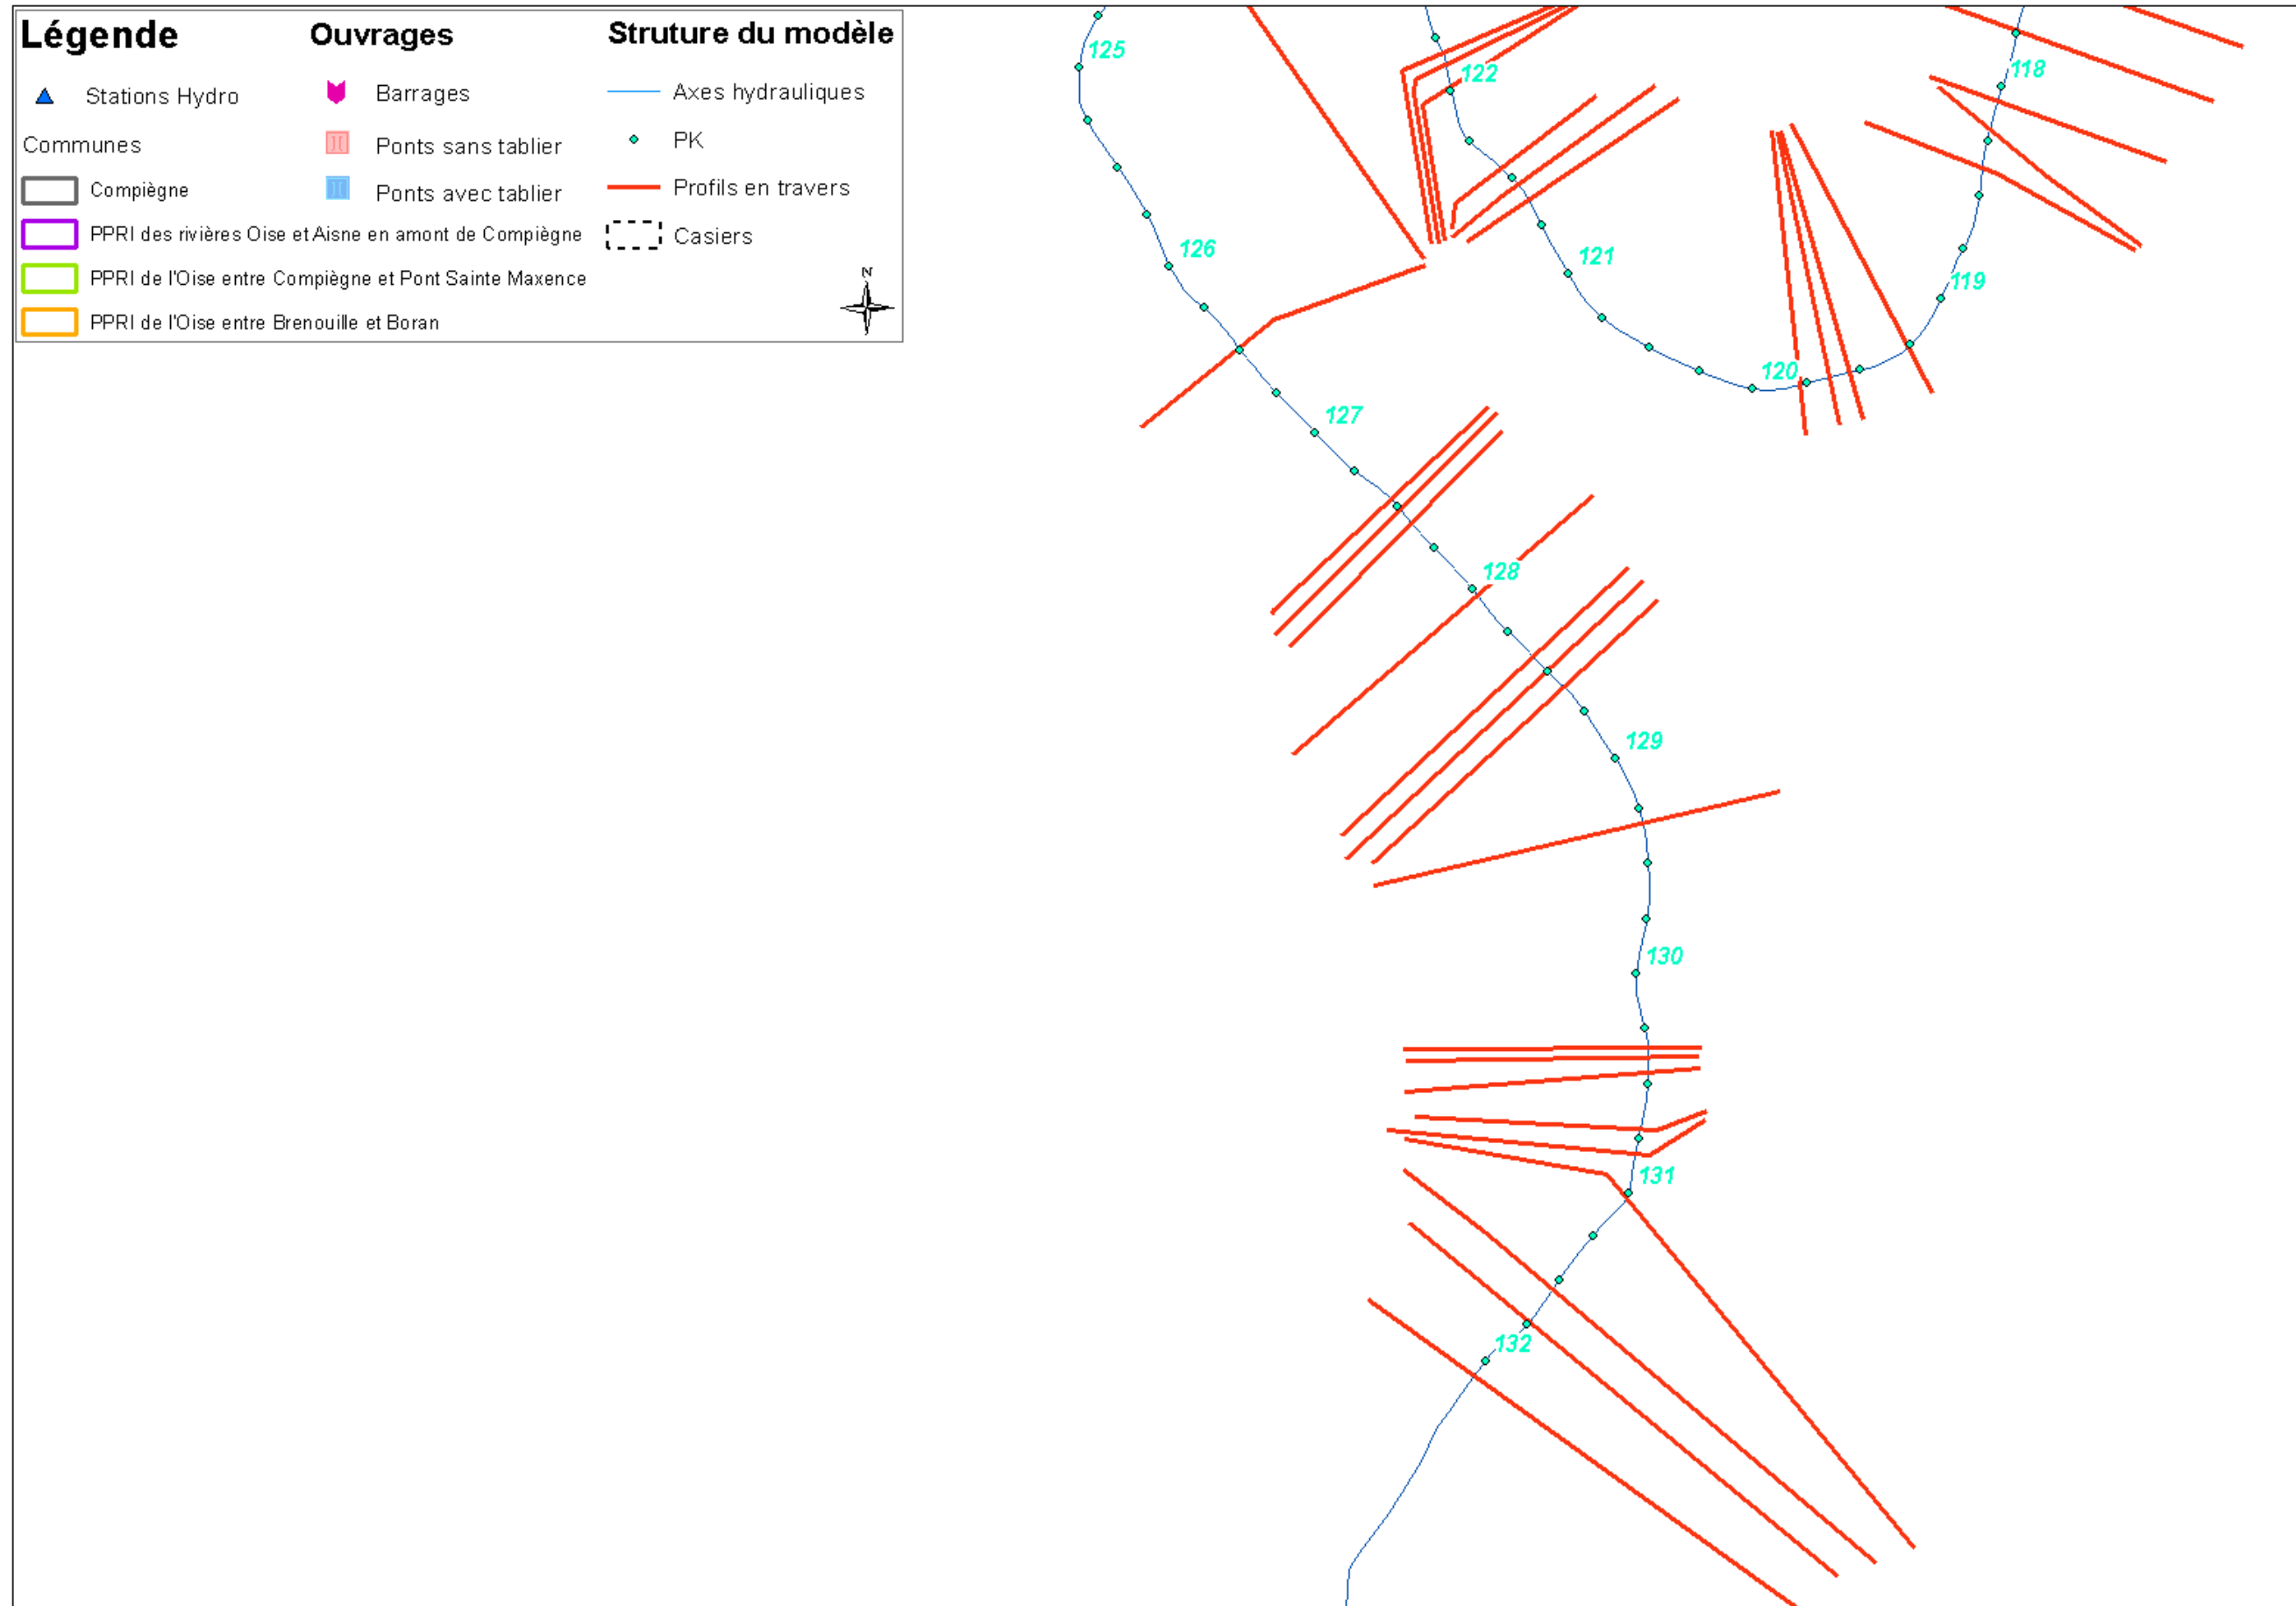 Légende
Stations Hydro
Communes
Compiègne
PPRI des rivières Oise et Aisne en amont de Compiègne
PPRI de l'Oise entre Compiègne et Pont Sainte Maxence
PPRI de l'Oise entre Brenouille et Boran
Ouvrages
Barrages
Ponts sans tablier
Ponts avec tablier
Struture du modèle
Axes hydrauliques
PK
Profils en travers
Casiers
N
125
122
118
126
121
119
120
127
128
129
130
131
132